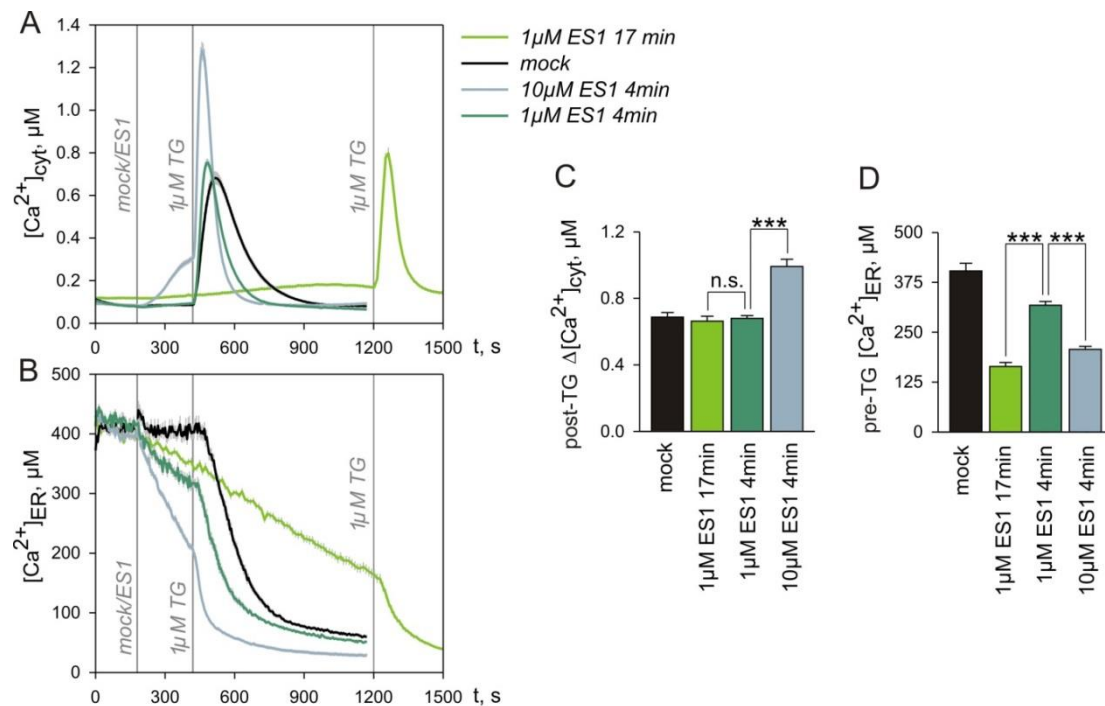 A
1.4
1.2
1.0
0.8
0.6
0.4
0.2
0.0
[Ca2+]cyt, µM
mock/ES1
1µM TG
1µM TG
0 300 600 900 1200 1500 t, s
1µM ES1 17 min
mock
10µM ES1 4min
1µM ES1 4min
B
500
400
300
200
100
0
[Ca2+]ER, µM
mock/ES1
1µM TG
1µM TG
0 300 600 900 1200 1500 t, s
C
post-TG Δ[Ca2+]cyt, µM
1.2
0.9
0.6
0.4
0.0
n.s.
***
mock
1µM ES1 17min
1µM ES1 4min
10µM ES1 4min
D
pre-TG [Ca2+]ER, µM
500
375
250
125
0
*** ***
mock
1µM ES1 17min
1µM ES1 4min
10µM ES1 4min